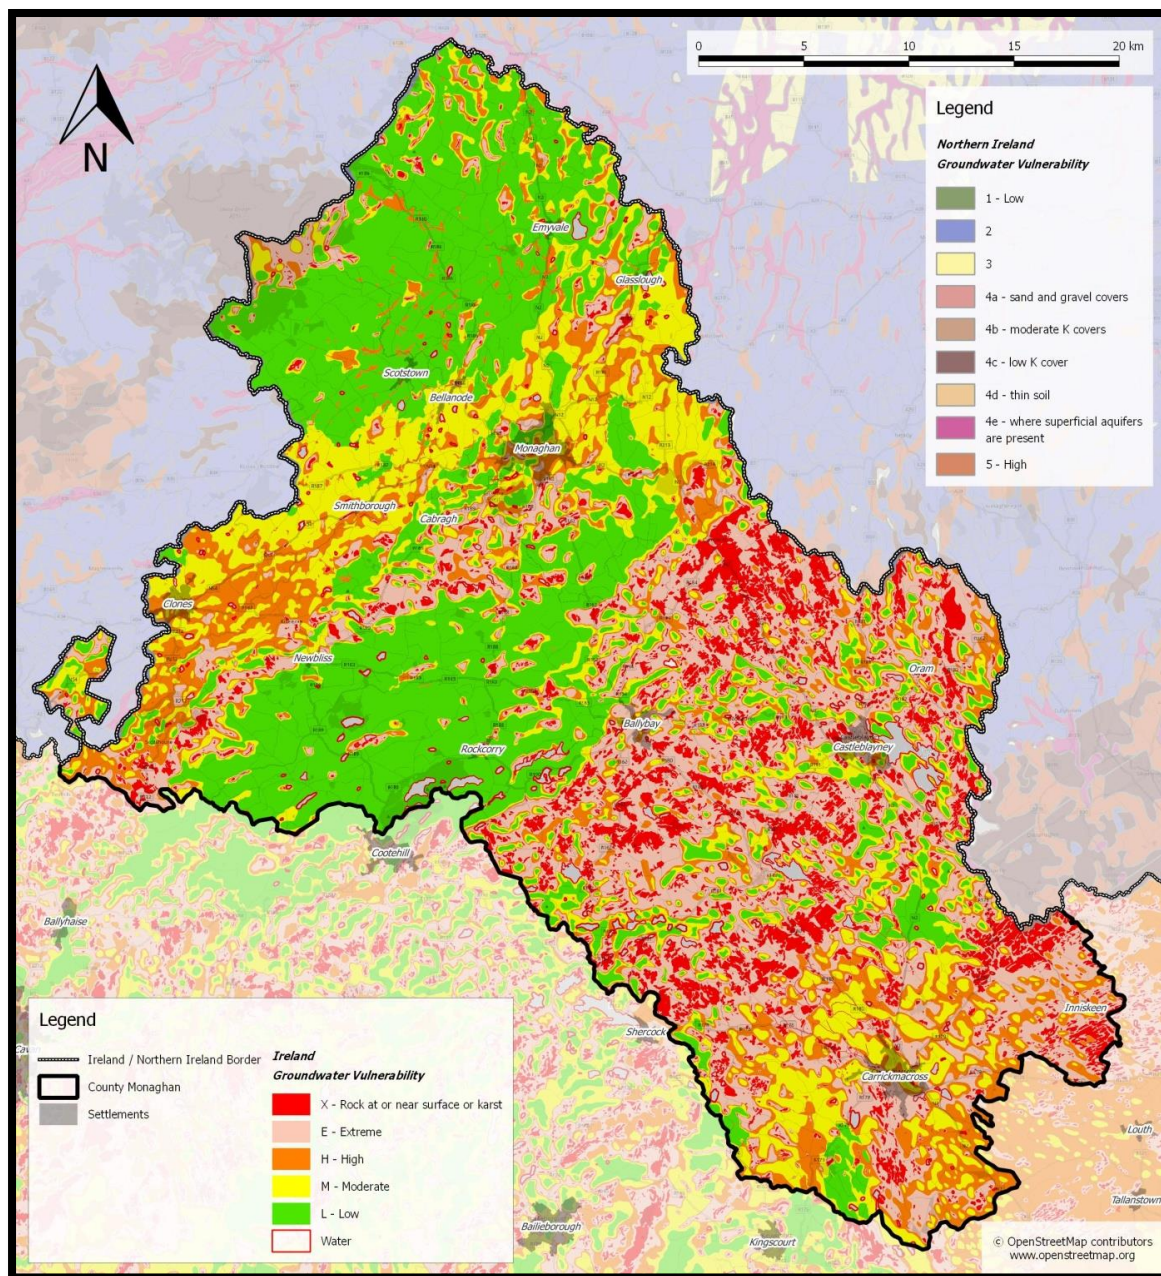 0 5 10 15 20 km
N
Legend
Northern Ireland
Groundwater Vulnerability
1 - Low
2
3
4a - sand and gravel covers
4b - moderate K covers
4c - low K cover
4d - thin soil
4e - where superficial aquifers
are present
5 - High
Emyvale
Glasslough
Scotstown
Bellanode
Monaghan
Smithborough
Cabragh
Clones
Newbliss
Oram
Ballybay
Castleblayney
Rockcorry
Cootehill
Ballyhaise
Inniskeen
Shercock
Carrickmacross
Louth
Tallanstown
Bailieborough
Kingscourt
Legend
Ireland / Northern Ireland Border
County Monaghan
Settlements
Ireland
Groundwater Vulnerability
X - Rock at or near surface or karst
E - Extreme
H - High
M - Moderate
L - Low
Water
© OpenStreetMap contributors
www.openstreetmap.org